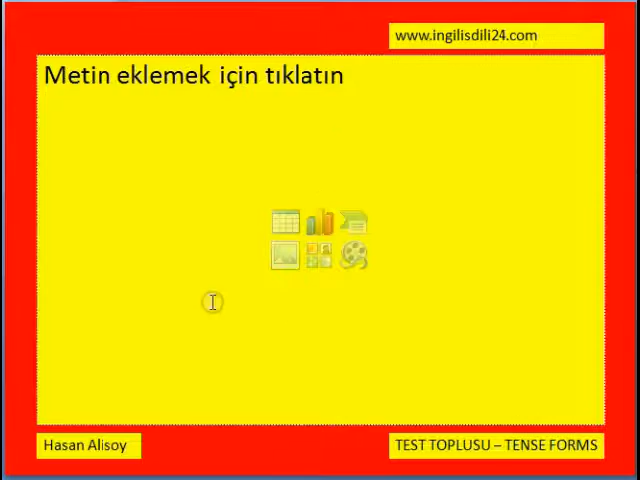 www.ingilisdili24.com
Metin eklemek için tıklatın
Hasan Alisoy
TEST TOPLUSU – TENSE FORMS